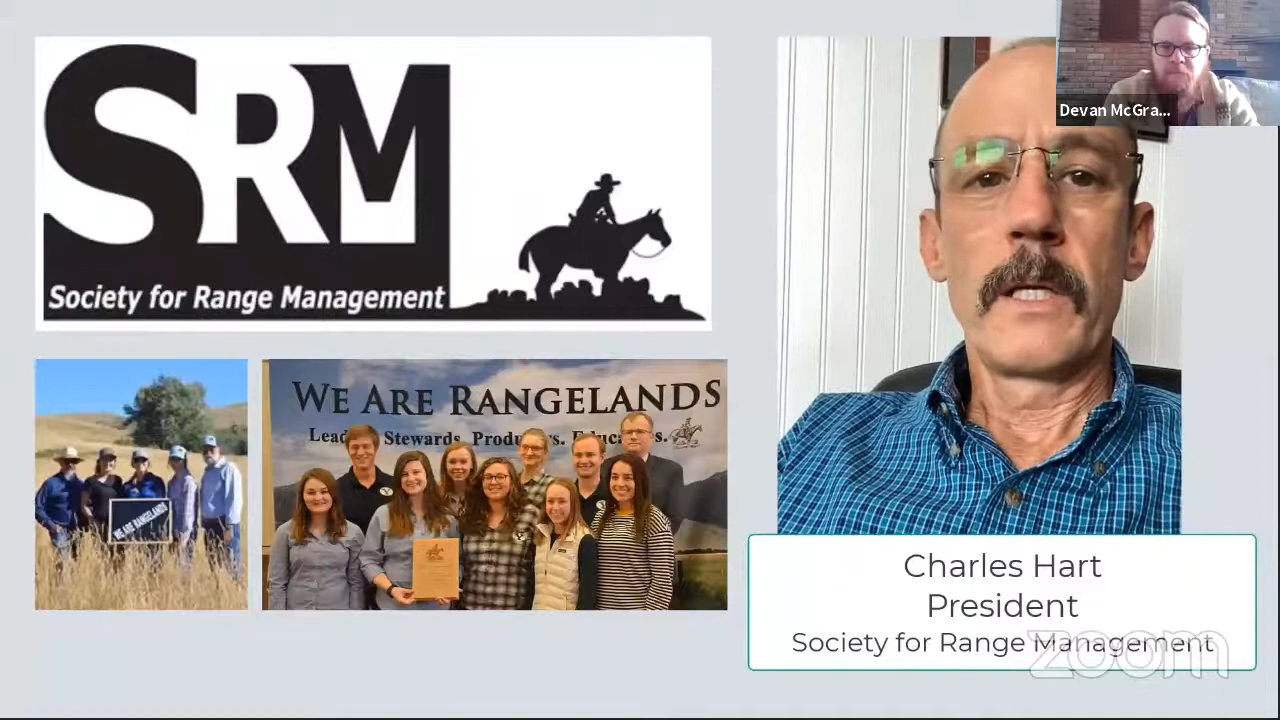 SRM
Society for Range Management
WE ARE RANGELANDS
WE ARE RANGELANDS
Stewards.
Devan McGra...
Charles Hart
President
Society for Range Management
zoom